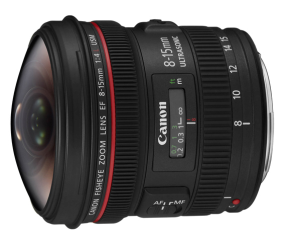 CANON FISHEYE ZOOM LENS EF 8-15mm 1:4 L USM
8-15mm
ULTRASONIC
Canon
ft m
AF MF
8
10
12
14 15